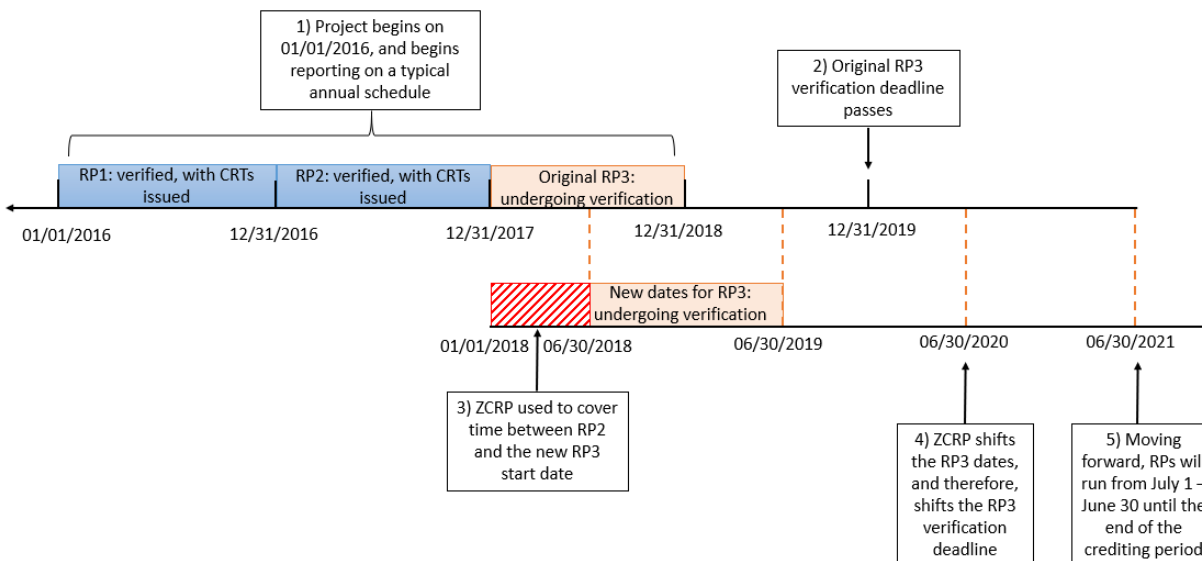 1) Project begins on
01/01/2016, and begins
reporting on a typical
annual schedule
2) Original RP3
verification deadline
passes
RP1: verified, with CRTs
issued
RP2: verified, with CRTs
issued
Original RP3:
undergoing verification
01/01/2016
12/31/2016
12/31/2017
12/31/2018
12/31/2019
New dates for RP3:
undergoing verification
01/01/2018
06/30/2018
06/30/2019
06/30/2020
06/30/2021
3) ZCRP used to cover
time between RP2
and the new RP3
start date
4) ZCRP shifts
the RP3 dates,
and therefore,
shifts the RP3
verification
deadline
5) Moving
forward, RPs wil
run from July 1 –
June 30 until the
end of the
crediting period